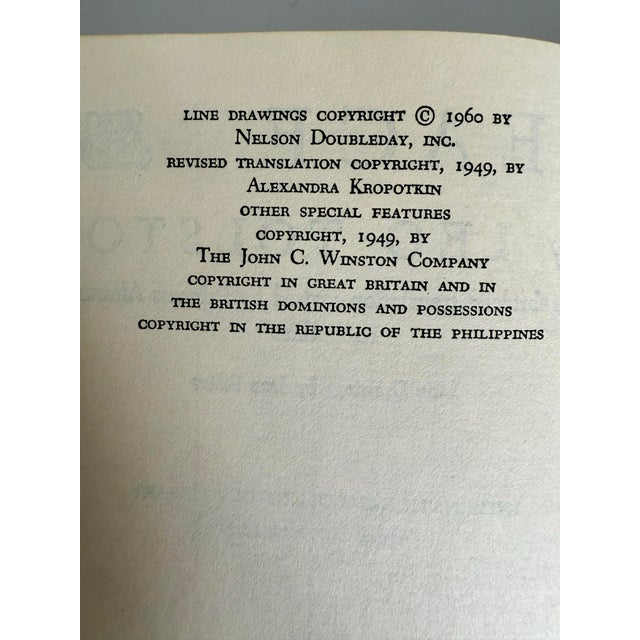 LINE DRAWINGS COPYRIGHT © 1960 BY
NELSON DOUBLEDAY, INC.
REVISED TRANSLATION COPYRIGHT, 1949, BY
ALEXANDRA KROPOTKIN
OTHER SPECIAL FEATURES
COPYRIGHT, 1949, BY
THE JOHN C. WINSTON COMPANY
COPYRIGHT IN GREAT BRITAIN AND IN
THE BRITISH DOMINIONS AND POSSESSIONS
COPYRIGHT IN THE REPUBLIC OF THE PHILIPPINES